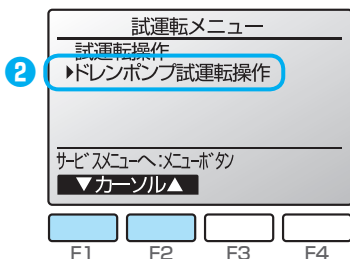 試運転メニュー
試運転操作
2 ▶ドレンポンプ試運転操作
サービスメニューへ:メニューボタン
▼カーソル▲
F1 F2 F3 F4